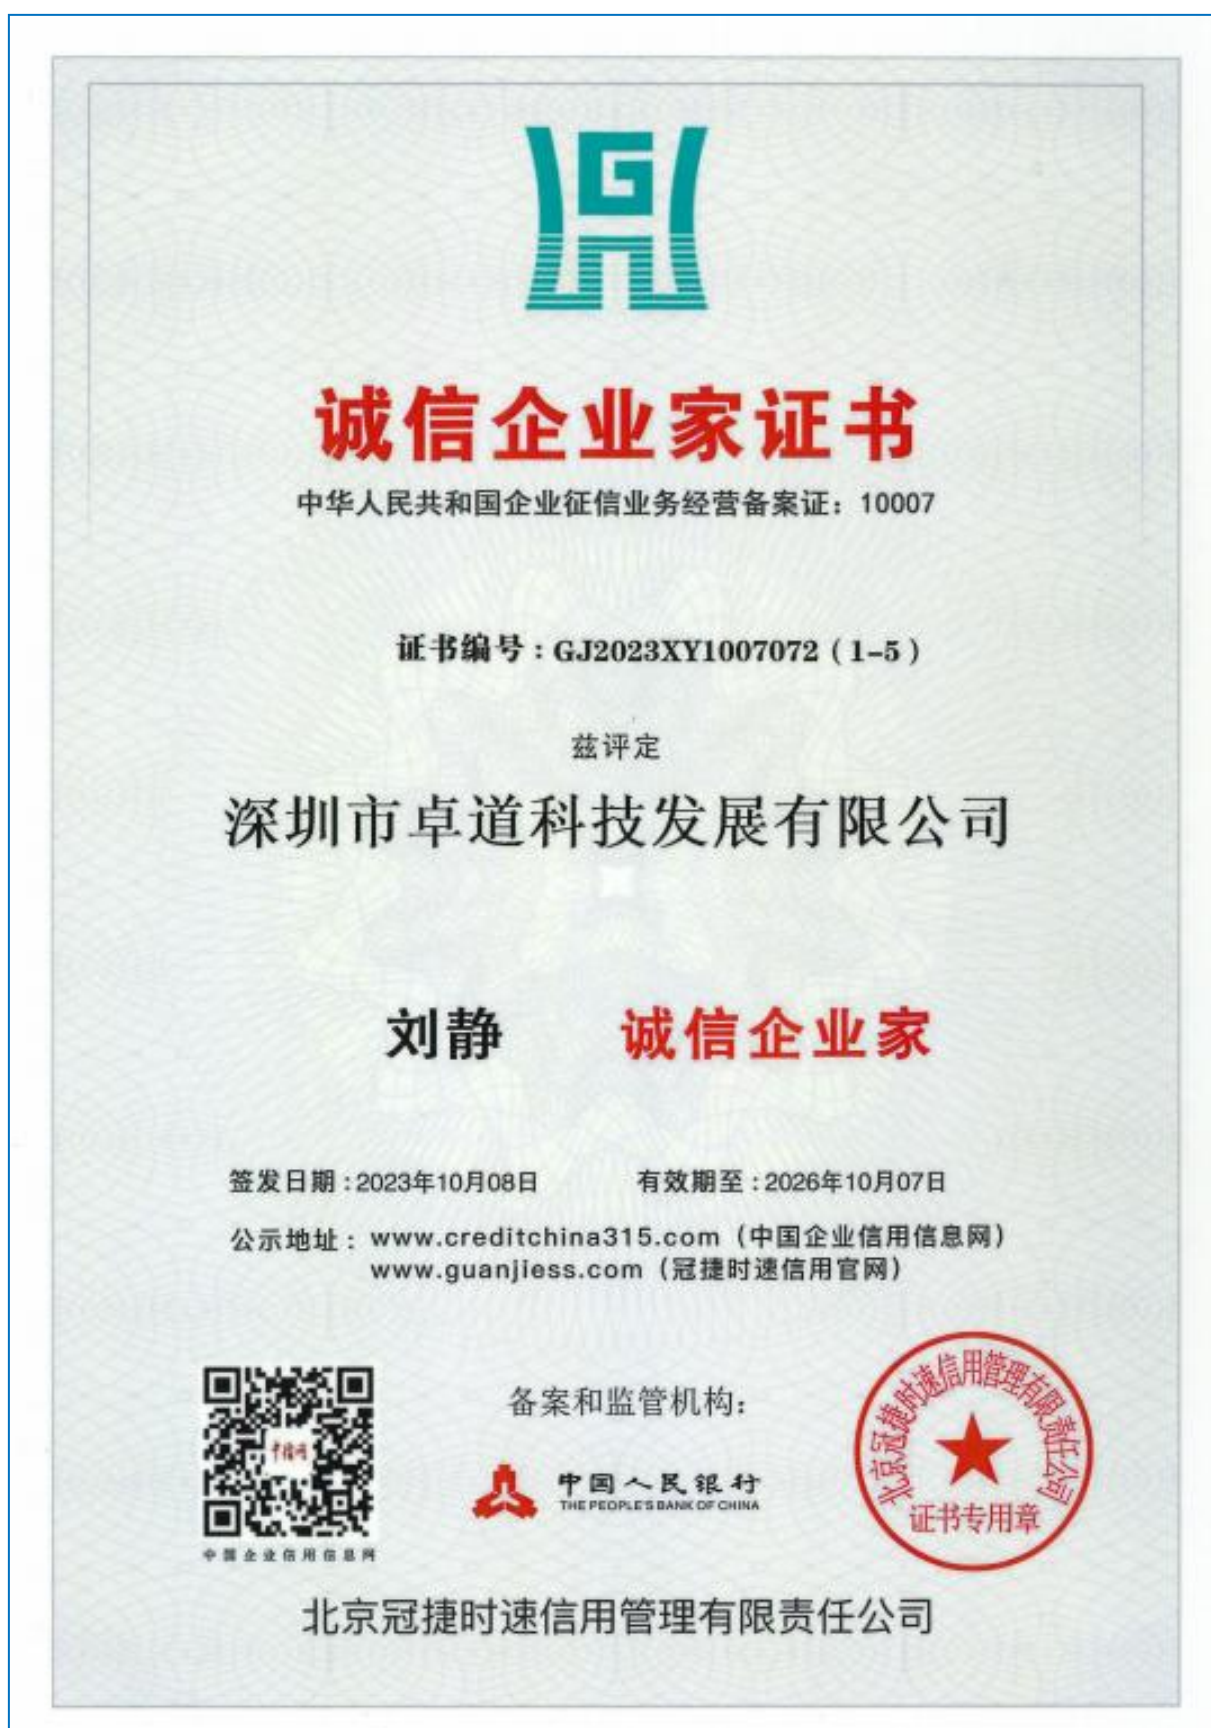 诚信企业家证书
中华人民共和国企业征信业务经营备案证：10007
证书编号：GJ2023XY1007072（1-5）
兹评定
深圳市卓道科技发展有限公司
刘静 诚信企业家
签发日期：2023年10月08日 有效期至：2026年10月07日
公示地址：www.creditchina315.com（中国企业信用信息网）
www.guanjiess.com（冠捷时速信用官网）
中信网
中国企业信用信息网
备案和监管机构：
中国人民银行
THE PEOPLE'S BANK OF CHINA
北京冠捷时速信用管理有限责任公司
证书专用章
北京冠捷时速信用管理有限责任公司